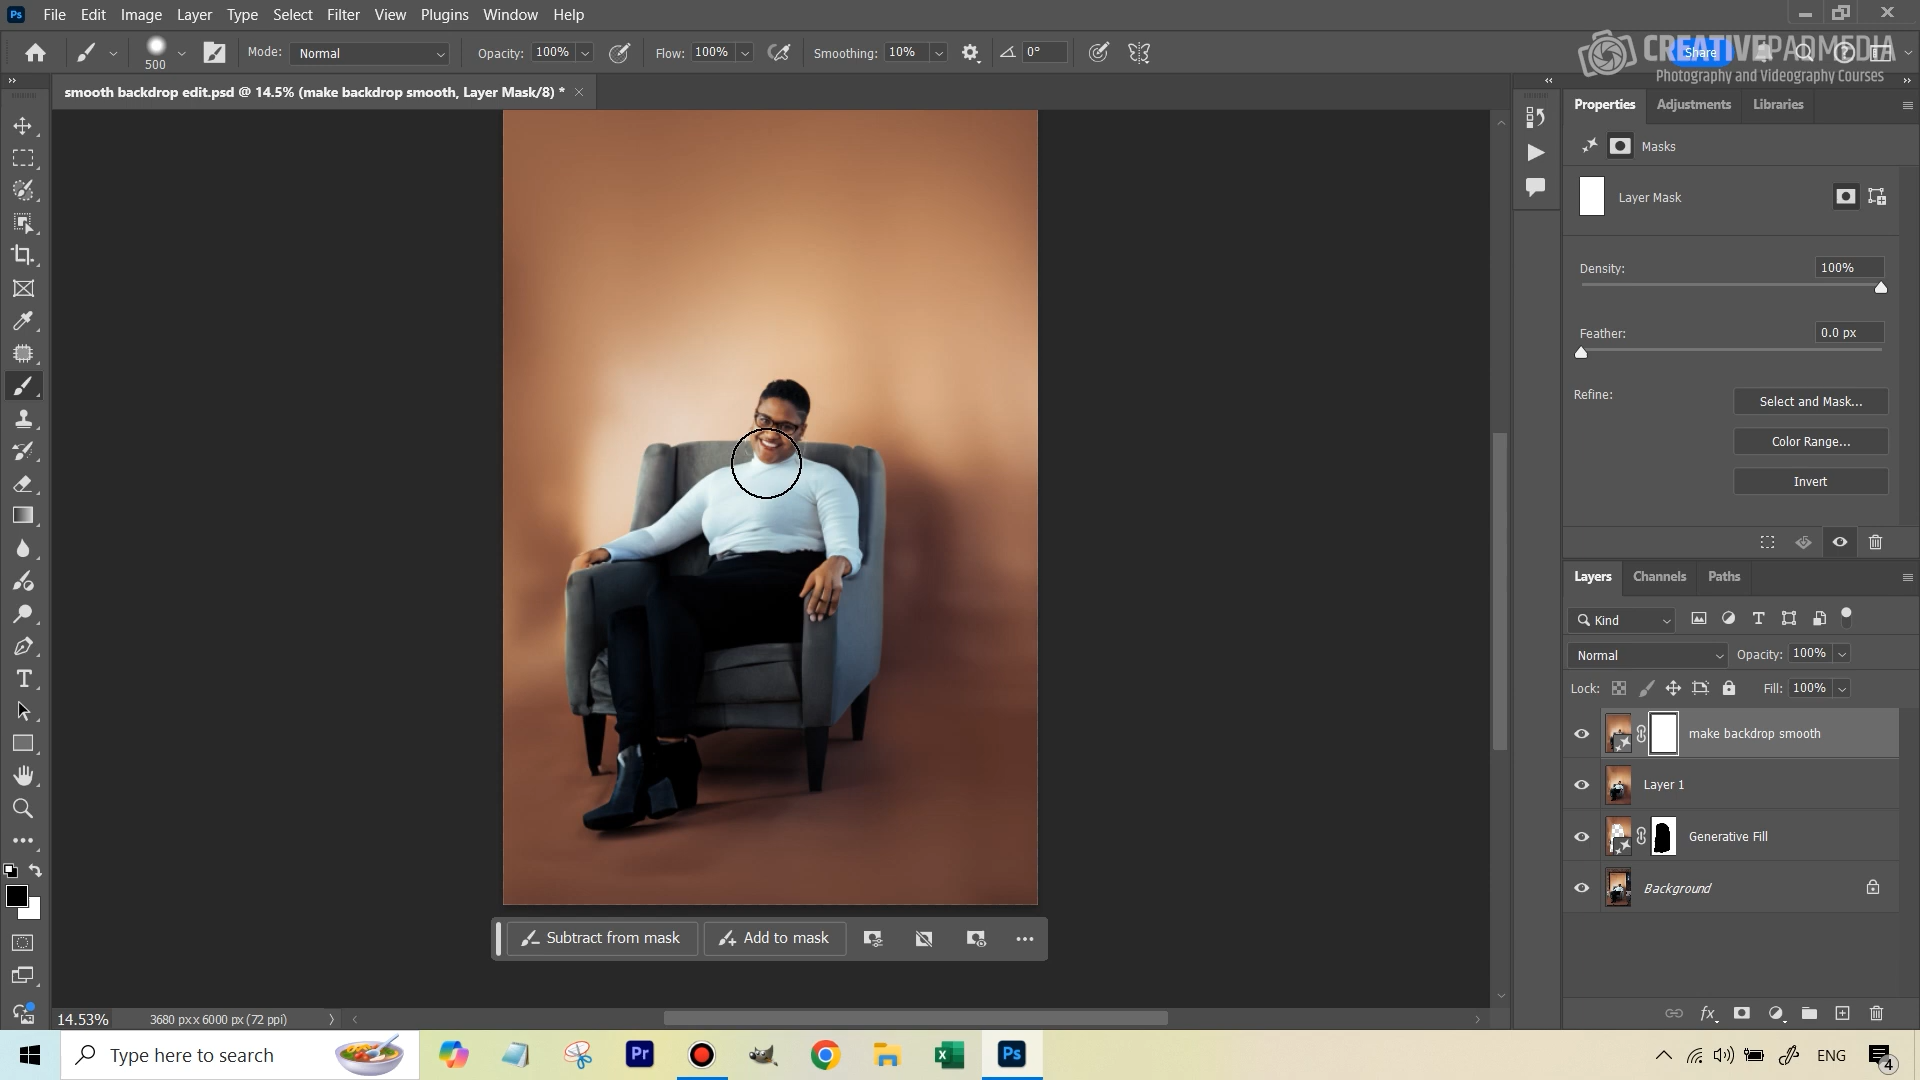 Ps File Edit Image Layer Type Select Filter View Plugins Window Help
500 Mode: Normal Opacity: 100% Flow: 100% Smoothing: 10% 0° Share
CREATIVEPADMEDIA
Photography and Videography Courses
smooth backdrop edit.psd @ 14.5% (make backdrop smooth, Layer Mask/8) *
Properties Adjustments Libraries
Masks
Layer Mask
Density: 100%
Feather: 0.0 px
Refine: Select and Mask...
Color Range...
Invert
Layers Channels Paths
Kind
Normal Opacity: 100%
Lock: Fill: 100%
make backdrop smooth
Layer 1
Generative Fill
Background
Subtract from mask Add to mask
14.53% 3680 px x 6000 px (72 ppi)
fx
Type here to search Pr Ps ENG 4